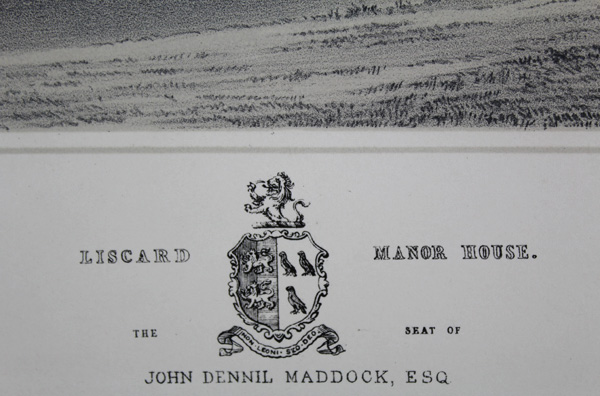 LISCARD MANOR HOUSE.
NON · LEONI · SED · DEO
THE SEAT OF
JOHN DENNIL MADDOCK, ESQ